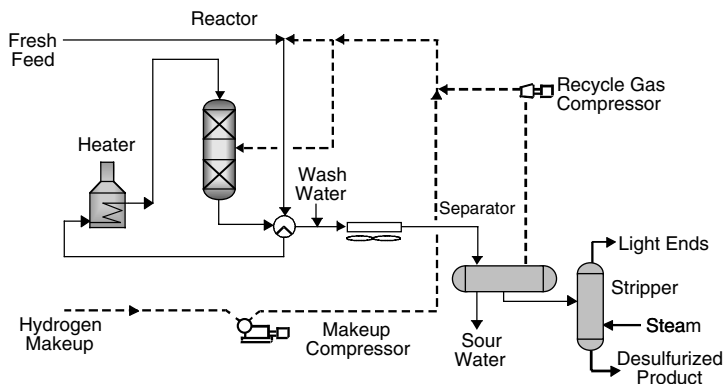 Reactor
Fresh
Feed
Recycle Gas
Compressor
Heater
Wash
Water
Separator
Light Ends
Stripper
Hydrogen
Makeup
Makeup
Compressor
Sour
Water
Steam
Desulfurized
Product